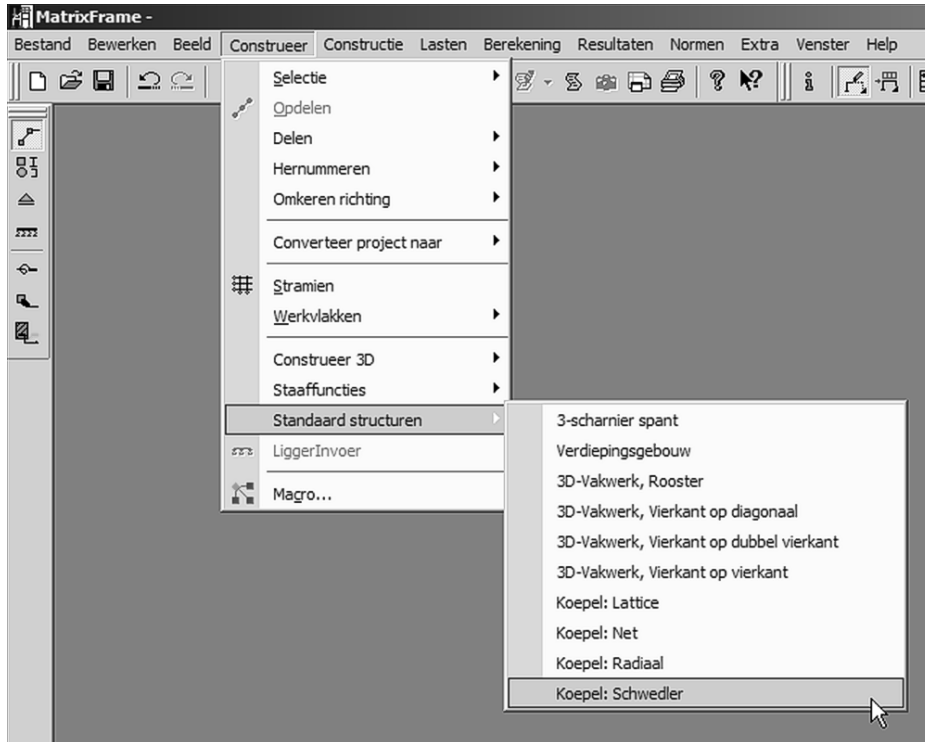 MatrixFrame -
Bestand Bewerken Beeld Construeer Constructie Lasten Berekening Resultaten Normen Extra Venster Help
Selectie
Opdelen
Delen
Hernummeren
Omkeren richting
Converteer project naar
Stramien
Werkvlakken
Construeer 3D
Staaffuncties
Standaard structuren
LiggerInvoer
Macro...
3-scharnier spant
Verdiepingsgebouw
3D-Vakwerk, Rooster
3D-Vakwerk, Vierkant op diagonaal
3D-Vakwerk, Vierkant op dubbel vierkant
3D-Vakwerk, Vierkant op vierkant
Koepel: Lattice
Koepel: Net
Koepel: Radiaal
Koepel: Schwedler